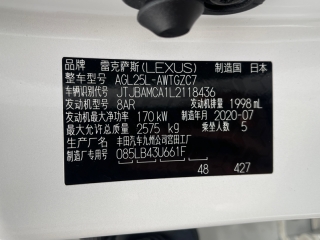 品牌 雷克萨斯(LEXUS) 制造国 日本
整车型号 AGL25L-AWTGZC7
车辆识别代号 JTJBAMCA1L2118436
发动机型号 8AR 发动机排量 1998 mL
发动机最大净功率 170 kW 制造年月 2020-07
最大允许总质量 2575 kg 乘坐人数 5
生产厂名 丰田汽车九州公司宫田工厂
制造厂专用号 085LB43U661F
48 427